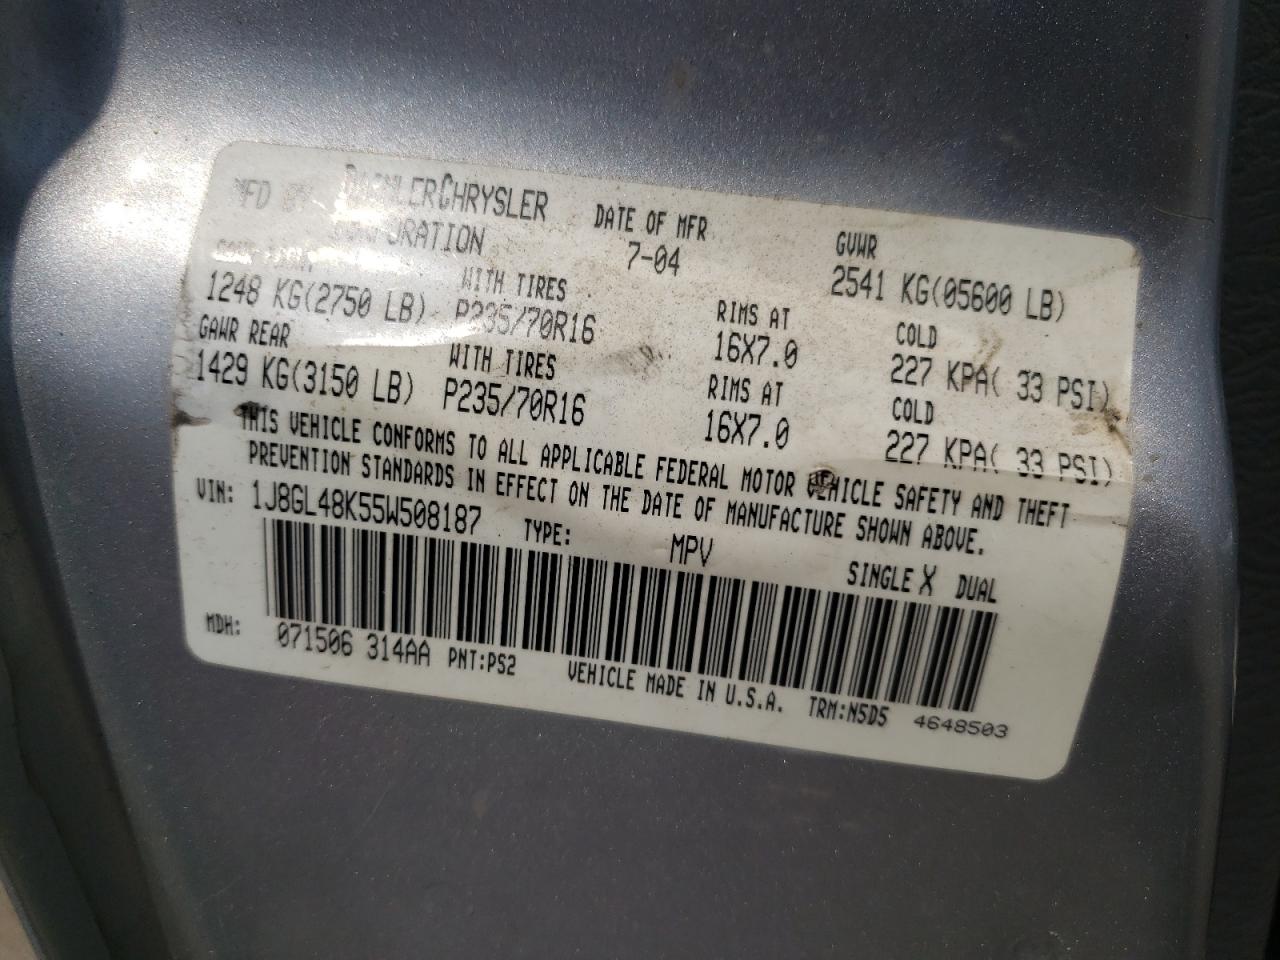 MFD BY DAIMLERCHRYSLER CORPORATION
DATE OF MFR 7-04
GVWR 2541 KG(05600 LB)
1248 KG(2750 LB)
WITH TIRES P235/70R16
RIMS AT 16X7.0
COLD 227 KPA( 33 PSI)
GAWR REAR 1429 KG(3150 LB)
WITH TIRES P235/70R16
RIMS AT 16X7.0
COLD 227 KPA( 33 PSI)
THIS VEHICLE CONFORMS TO ALL APPLICABLE FEDERAL MOTOR VEHICLE SAFETY AND THEFT
PREVENTION STANDARDS IN EFFECT ON THE DATE OF MANUFACTURE SHOWN ABOVE.
VIN: 1J8GL48K55W508187 TYPE: MPV SINGLE X DUAL
MDH: 071506 314AA PNT:PS2 VEHICLE MADE IN U.S.A. TRM:N5D5 4648503